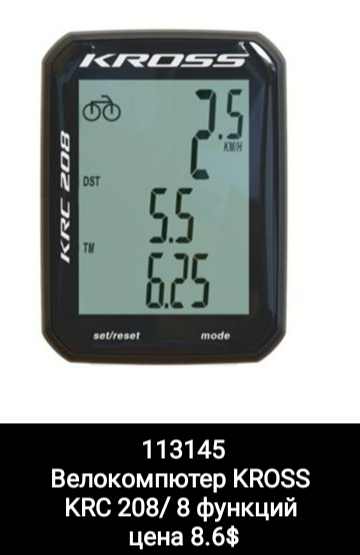 KROSS
2.5
KM/H
DST
5.5
TM
6.25
KRC 208
set/reset mode
113145
Велокомпютер KROSS
KRC 208/ 8 функций
цена 8.6$